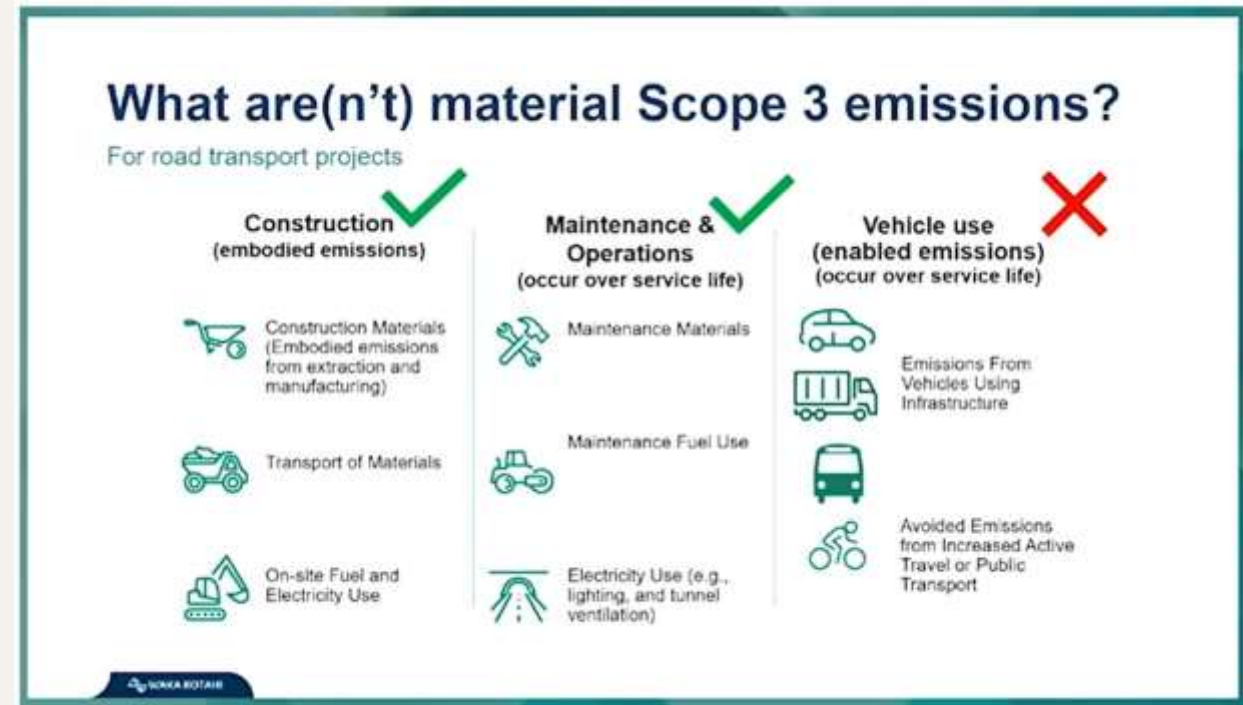 What are(n't) material Scope 3 emissions?
For road transport projects
Construction
(embodied emissions)
Construction Materials
(Embodied emissions
from extraction and
manufacturing)
Transport of Materials
On-site Fuel and
Electricity Use
Maintenance &
Operations
(occur over service life)
Maintenance Materials
Maintenance Fuel Use
Electricity Use (e.g.,
lighting, and tunnel
ventilation)
Vehicle use
(enabled emissions)
(occur over service life)
Emissions From
Vehicles Using
Infrastructure
Avoided Emissions
from Increased Active
Travel or Public
Transport
WAKA KOTAHI